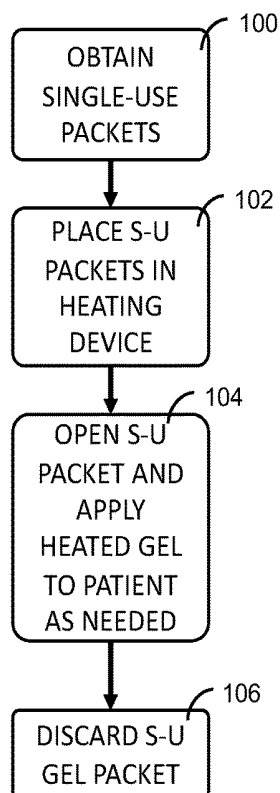 100
OBTAIN
SINGLE-USE
PACKETS
102
PLACE S-U
PACKETS IN
HEATING
DEVICE
104
OPEN S-U
PACKET AND
APPLY
HEATED GEL
TO PATIENT
AS NEEDED
106
DISCARD S-U
GEL PACKET